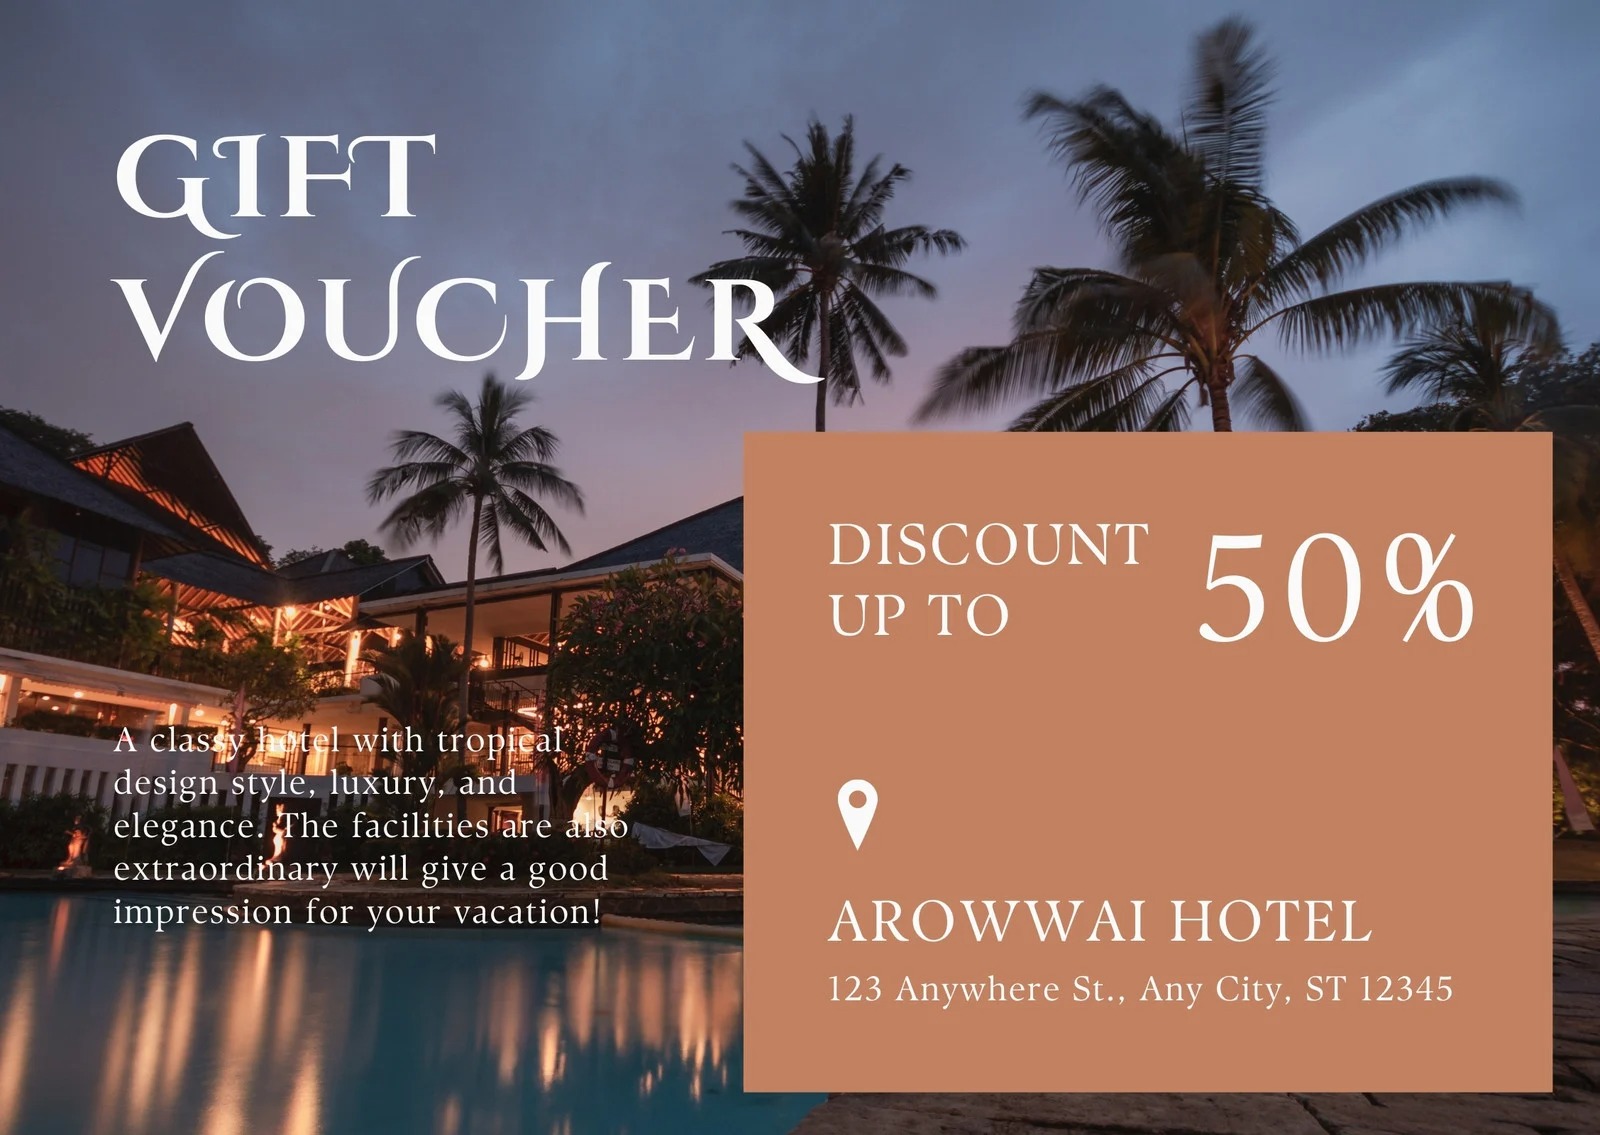 GIFT
VOUCHER
A classy hotel with tropical
design style, luxury, and
elegance. The facilities are also
extraordinary will give a good
impression for your vacation!
DISCOUNT
UP TO
50%
AROWWAI HOTEL
123 Anywhere St., Any City, ST 12345